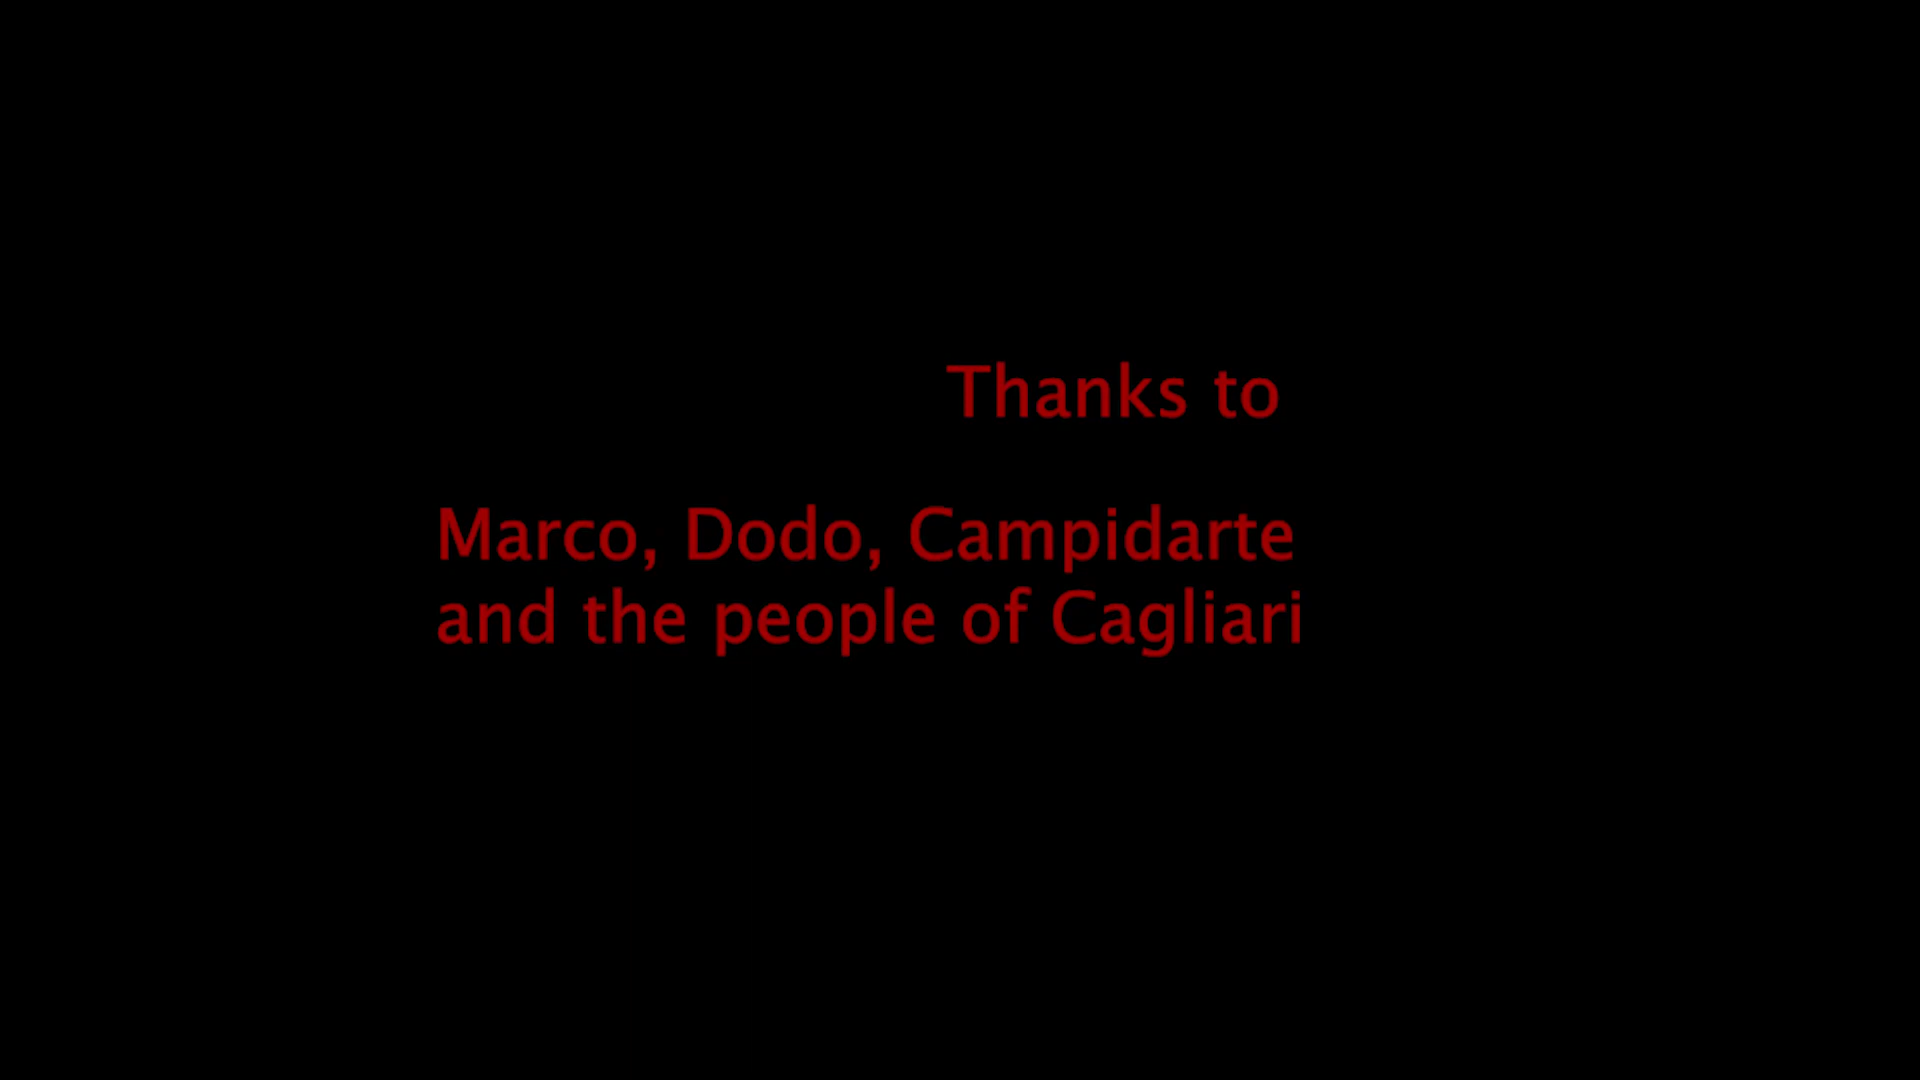 Thanks to
Marco, Dodo, Campidarte
and the people of Cagliari